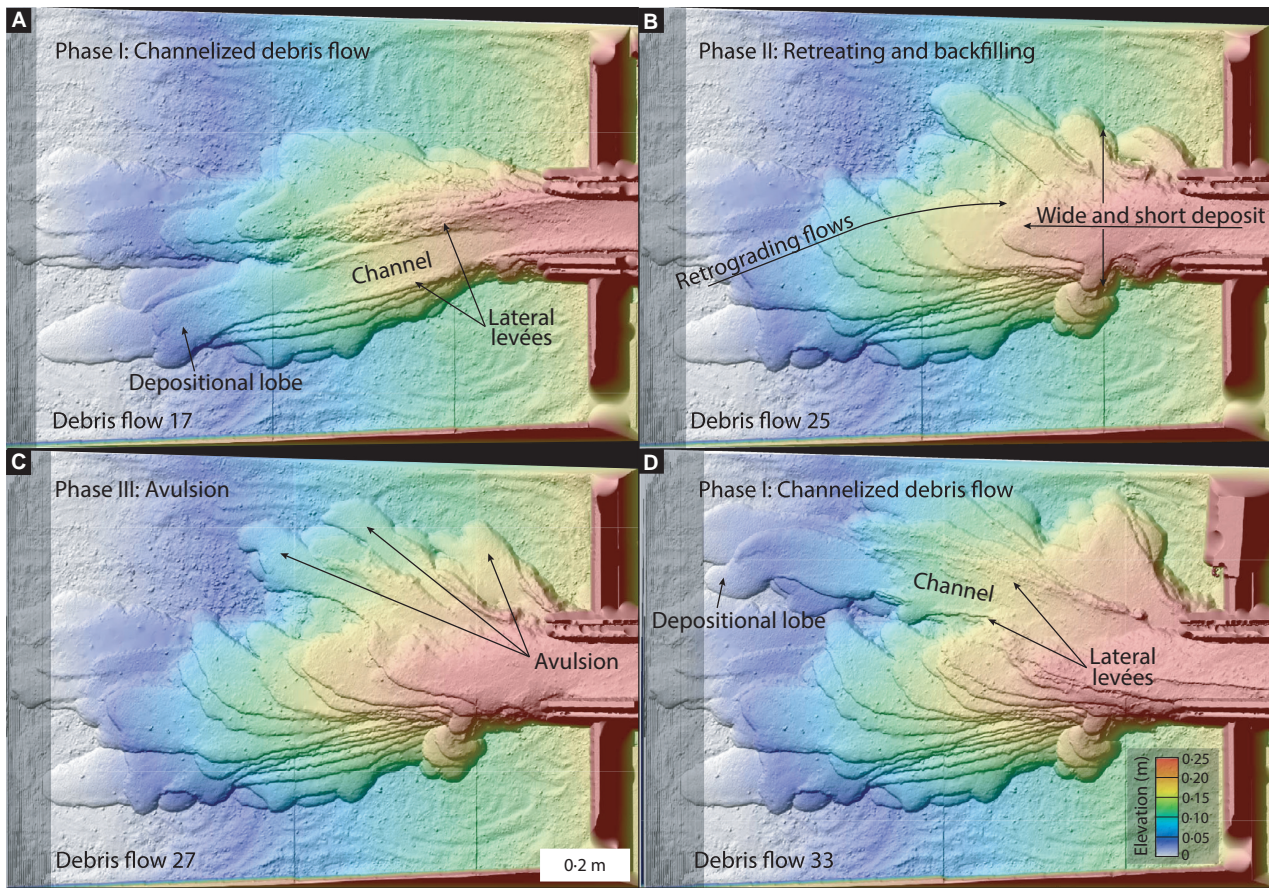 A
Phase I: Channelized debris flow
Channel
Lateral
levées
Depositional lobe
Debris flow 17
B
Phase II: Retreating and backfilling
Wide and short deposit
Retrograding flows
Debris flow 25
C
Phase III: Avulsion
Avulsion
Debris flow 27
0·2 m
D
Phase I: Channelized debris flow
Channel
Depositional lobe
Lateral
levées
Debris flow 33
Elevation (m)
0·25
0·20
0·15
0·10
0·05
0